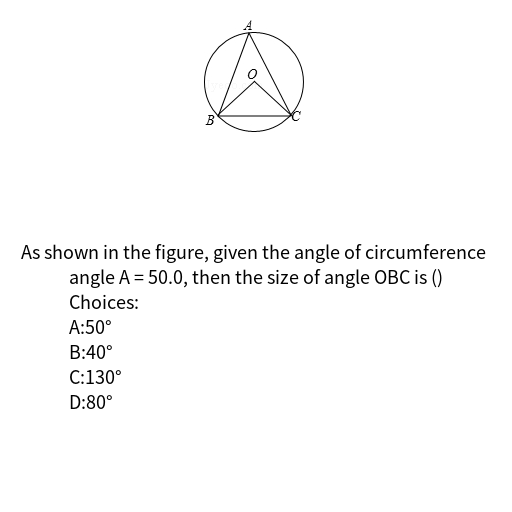 A
O
B
C
As shown in the figure, given the angle of circumference
angle A = 50.0, then the size of angle OBC is ()
Choices:
A:50°
B:40°
C:130°
D:80°